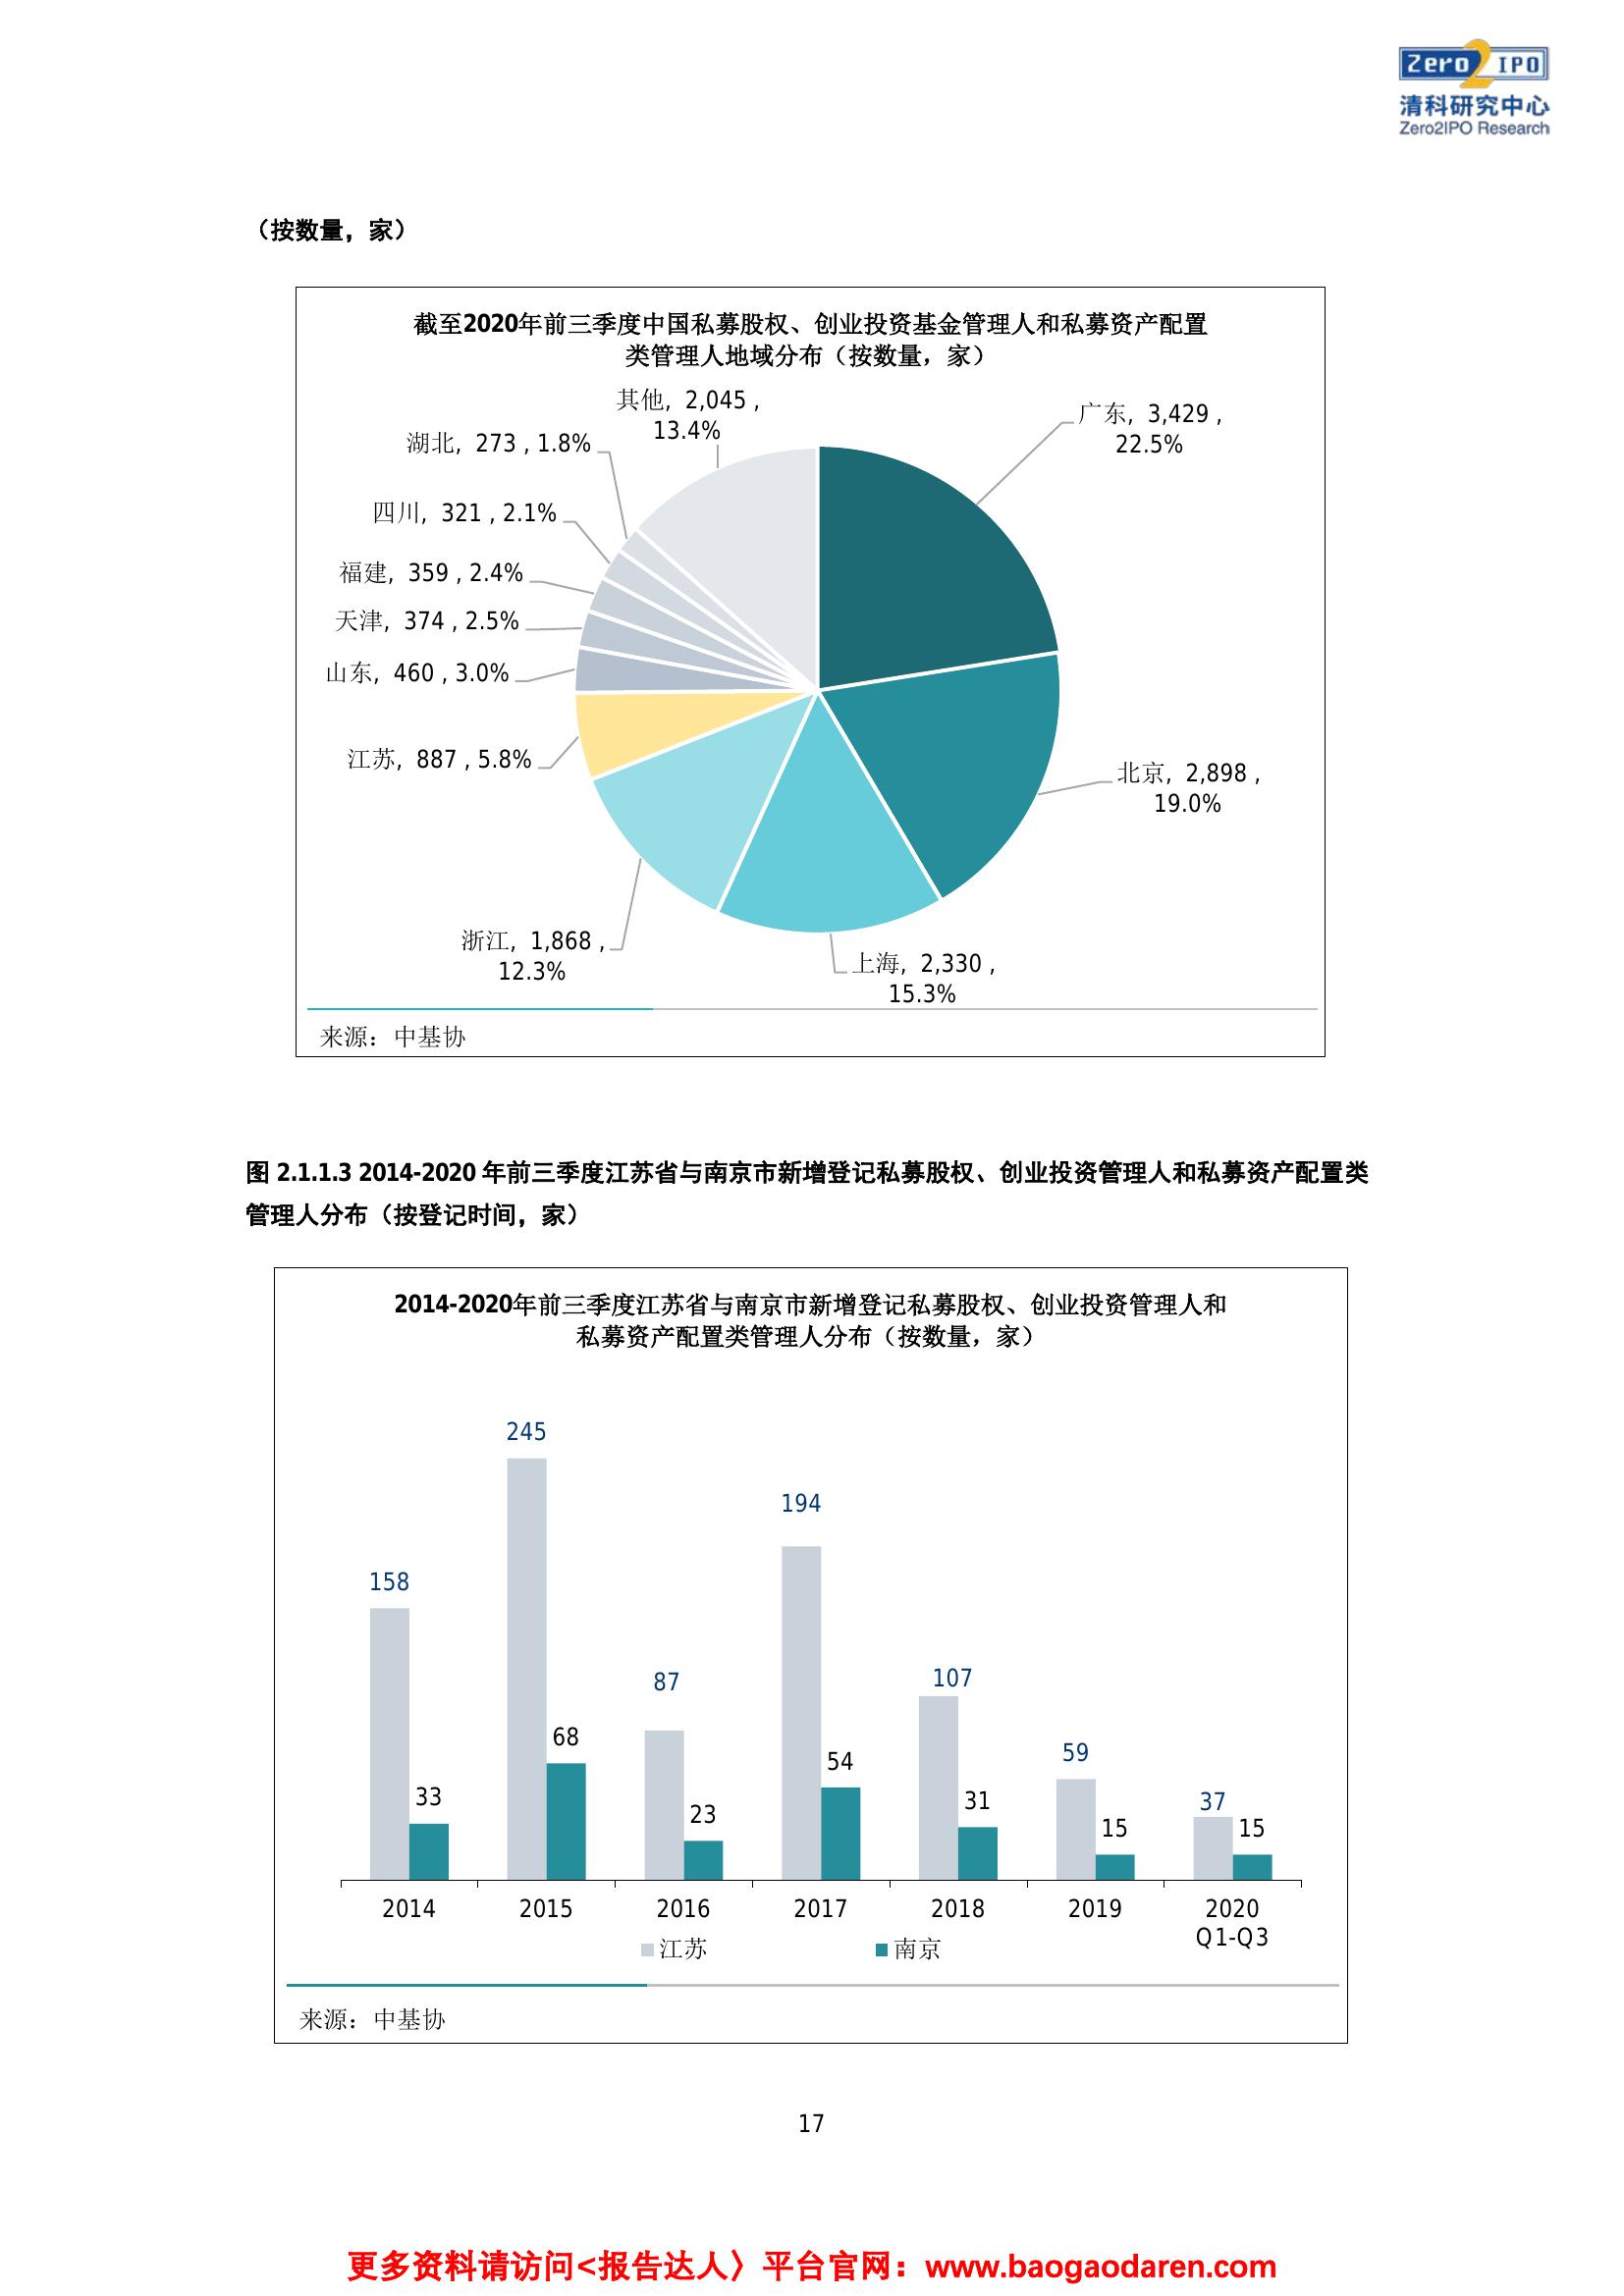 Zero2IPO
清科研究中心
Zero2IPO Research
（按数量，家）
截至2020年前三季度中国私募股权、创业投资基金管理人和私募资产配置
类管理人地域分布（按数量，家）
其他, 2,045 ,
13.4%
广东, 3,429 ,
22.5%
湖北, 273 , 1.8%
四川, 321 , 2.1%
福建, 359 , 2.4%
天津, 374 , 2.5%
山东, 460 , 3.0%
江苏, 887 , 5.8%
北京, 2,898 ,
19.0%
浙江, 1,868 ,
12.3%
上海, 2,330 ,
15.3%
来源：中基协
图 2.1.1.3 2014-2020 年前三季度江苏省与南京市新增登记私募股权、创业投资管理人和私募资产配置类
管理人分布（按登记时间，家）
2014-2020年前三季度江苏省与南京市新增登记私募股权、创业投资管理人和
私募资产配置类管理人分布（按数量，家）
245
194
158
87
107
68
59
54
33
31
37
23
15
15
2014 2015 2016 2017 2018 2019 2020
Q1-Q3
江苏 南京
来源：中基协
17
更多资料请访问<报告达人〉平台官网：www.baogaodaren.com